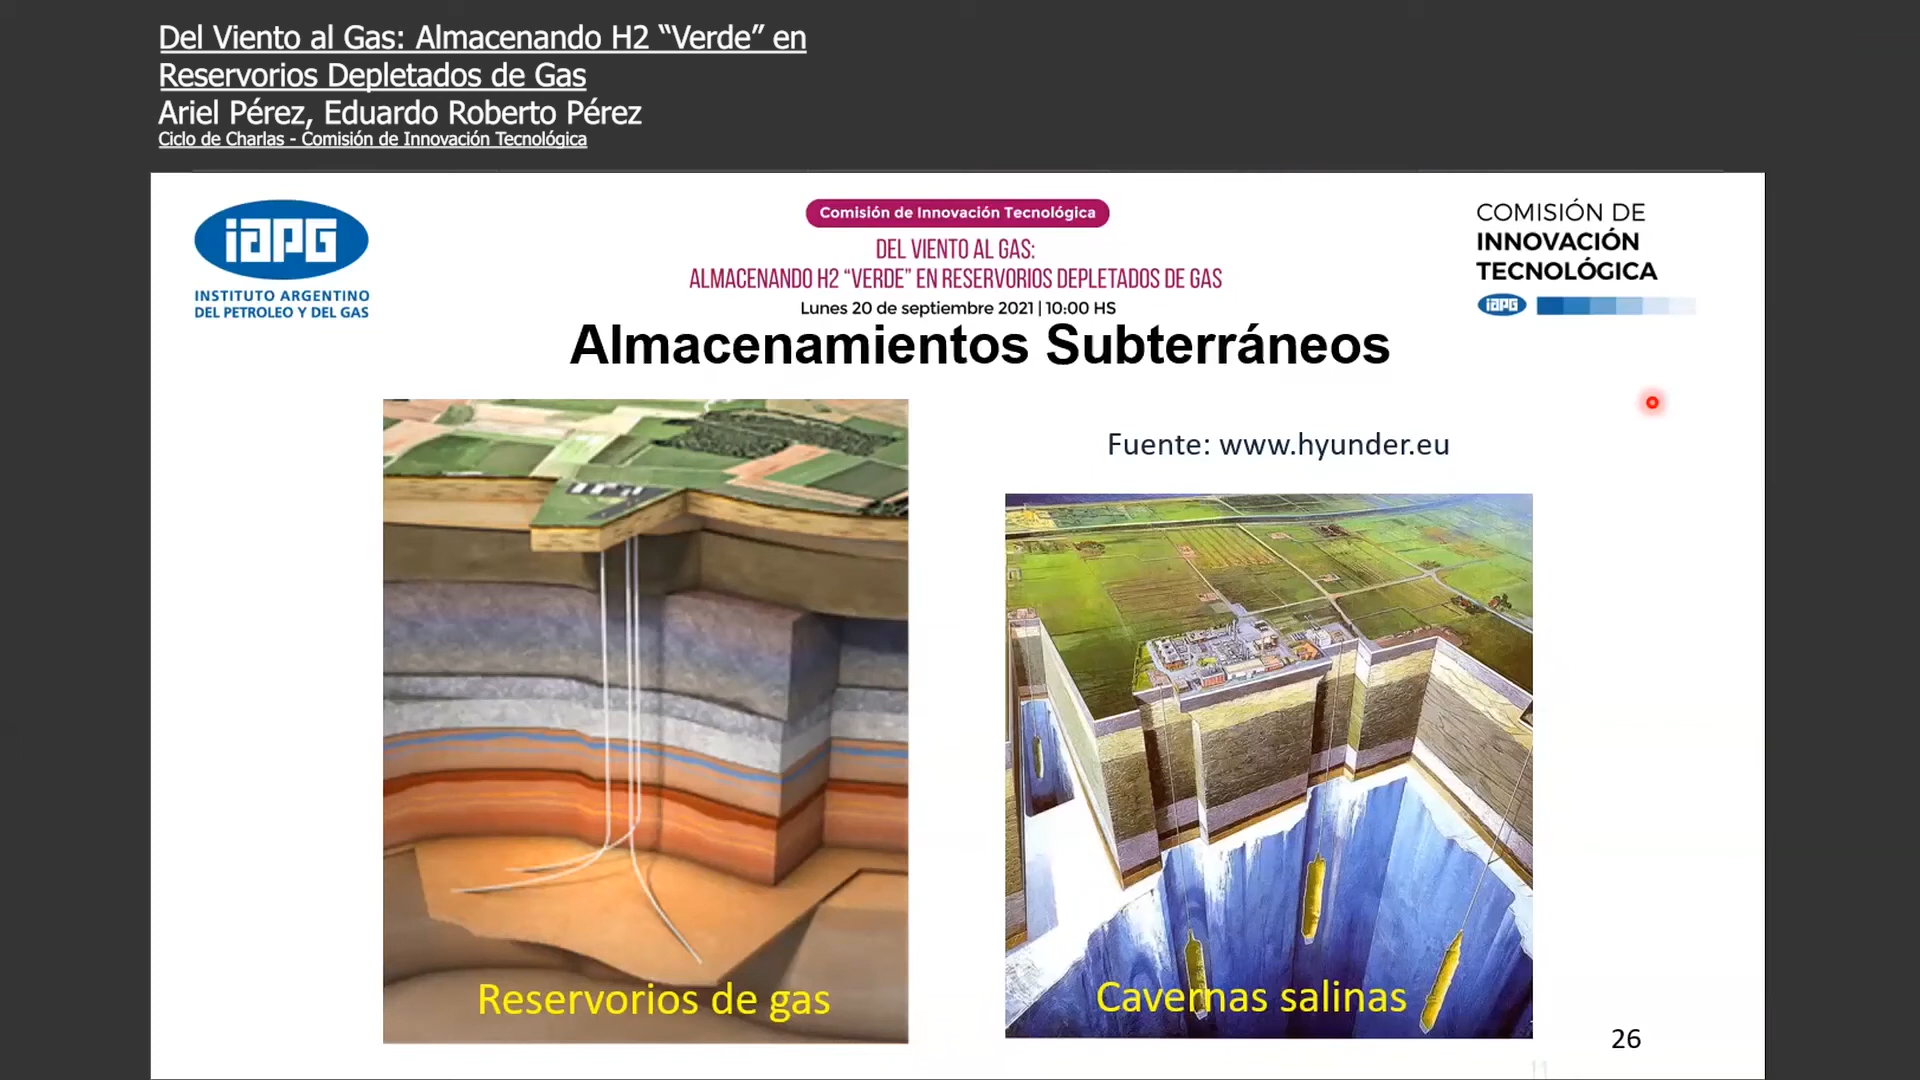 Del Viento al Gas: Almacenando H2 “Verde” en
Reservorios Depletados de Gas
Ariel Pérez, Eduardo Roberto Pérez
Ciclo de Charlas - Comisión de Innovación Tecnológica
iapg
INSTITUTO ARGENTINO
DEL PETROLEO Y DEL GAS
Comisión de Innovación Tecnológica
DEL VIENTO AL GAS:
ALMACENANDO H2 “VERDE” EN RESERVORIOS DEPLETADOS DE GAS
Lunes 20 de septiembre 2021 | 10:00 HS
COMISIÓN DE
INNOVACIÓN
TECNOLÓGICA
iapg
Almacenamientos Subterráneos
Fuente: www.hyunder.eu
Reservorios de gas
Cavernas salinas
26
11